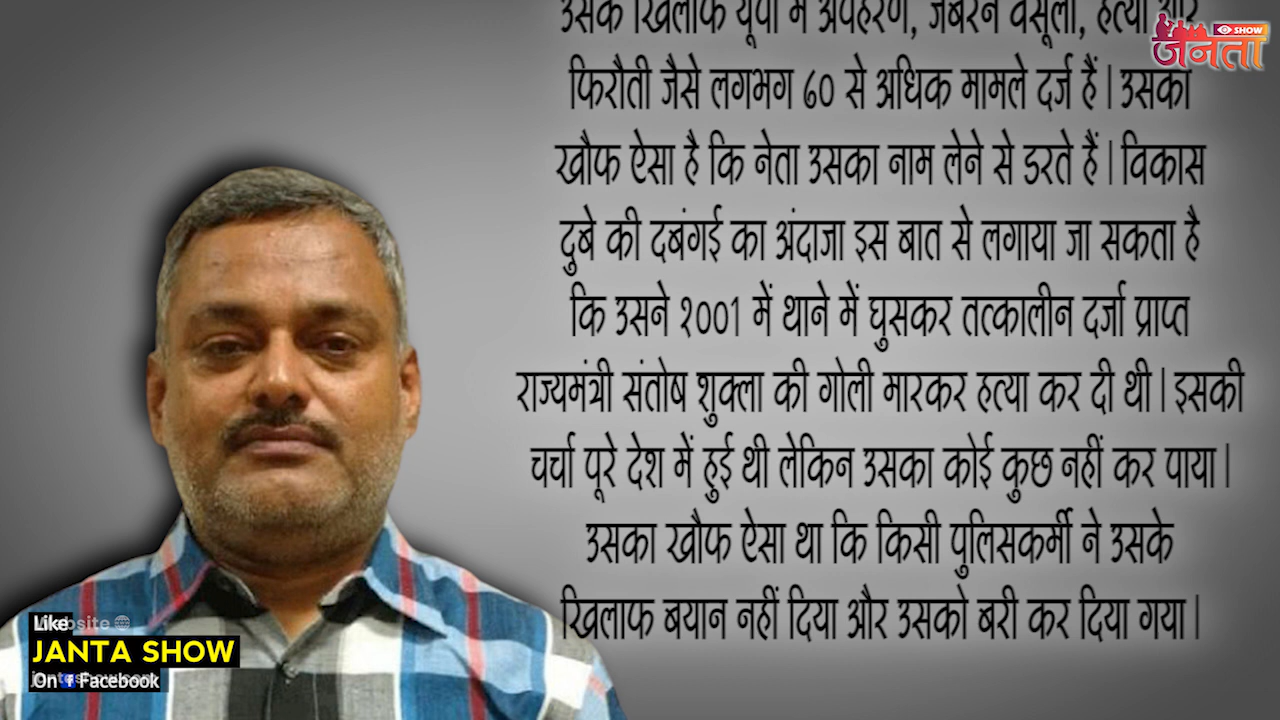 उसके खिलाफ यूपी में अपहरण, जबरन वसूली, हत्या और
फिरौती जैसे लगभग ६० से अधिक मामले दर्ज हैं। उसका
खौफ ऐसा है कि नेता उसका नाम लेने से डरते हैं। विकास
दुबे की दबंगई का अंदाजा इस बात से लगाया जा सकता है
कि उसने २००१ में थाने में घुसकर तत्कालीन दर्जा प्राप्त
राज्यमंत्री संतोष शुक्ला की गोली मारकर हत्या कर दी थी। इसकी
चर्चा पूरे देश में हुई थी लेकिन उसका कोई कुछ नहीं कर पाया।
उसका खौफ ऐसा था कि किसी पुलिसकर्मी ने उसके
खिलाफ बयान नहीं दिया और उसको बरी कर दिया गया।
SHOW
जनता
Like
JANTA SHOW
On f Facebook